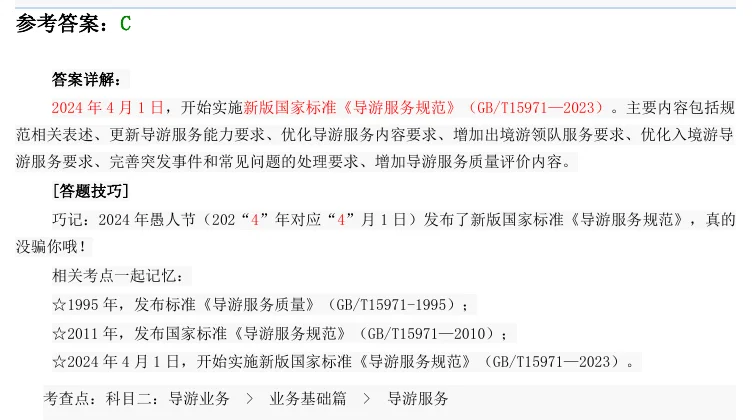 参考答案：C
答案详解：
2024 年 4 月 1 日，开始实施新版国家标准《导游服务规范》（GB/T15971—2023）。主要内容包括规
范相关表述、更新导游服务能力要求、优化导游服务内容要求、增加出境游领队服务要求、优化入境游导
游服务要求、完善突发事件和常见问题的处理要求、增加导游服务质量评价内容。
[答题技巧]
巧记：2024 年愚人节（202“4”年对应“4”月 1 日）发布了新版国家标准《导游服务规范》，真的
没骗你哦！
相关考点一起记忆：
☆1995 年，发布标准《导游服务质量》（GB/T15971-1995）；
☆2011 年，发布国家标准《导游服务规范》（GB/T15971—2010）；
☆2024 年 4 月 1 日，开始实施新版国家标准《导游服务规范》（GB/T15971—2023）。
考查点：科目二：导游业务 > 业务基础篇 > 导游服务